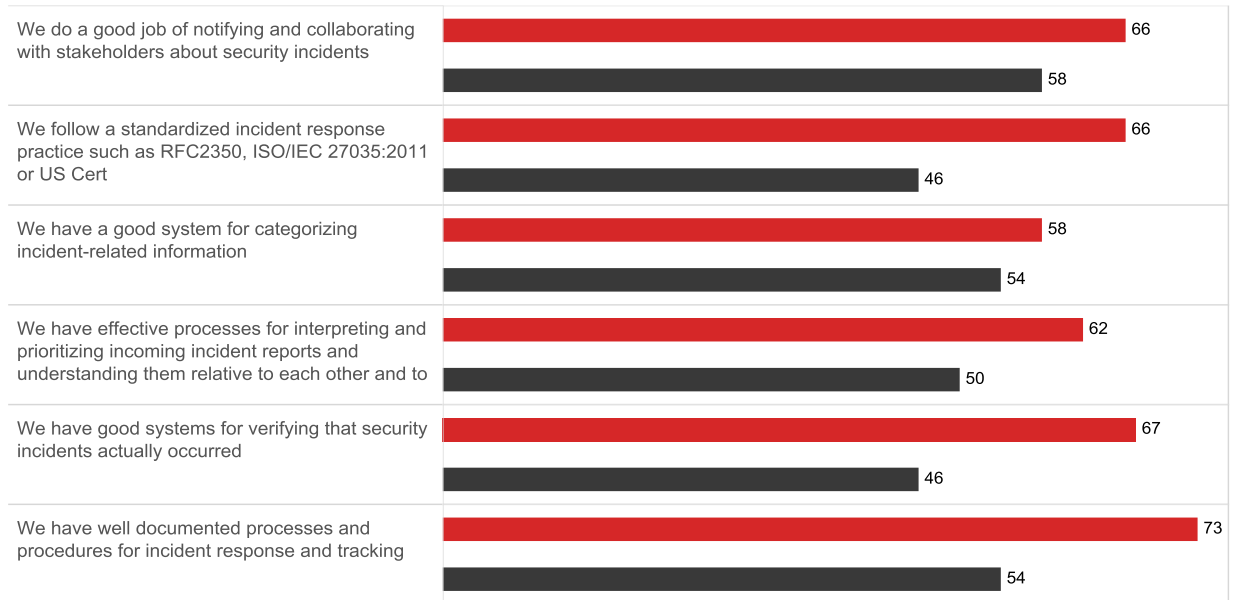 We do a good job of notifying and collaborating
with stakeholders about security incidents
66
58
We follow a standardized incident response
practice such as RFC2350, ISO/IEC 27035:2011
or US Cert
66
46
We have a good system for categorizing
incident-related information
58
54
We have effective processes for interpreting and
prioritizing incoming incident reports and
understanding them relative to each other and to
62
50
We have good systems for verifying that security
incidents actually occurred
67
46
We have well documented processes and
procedures for incident response and tracking
73
54